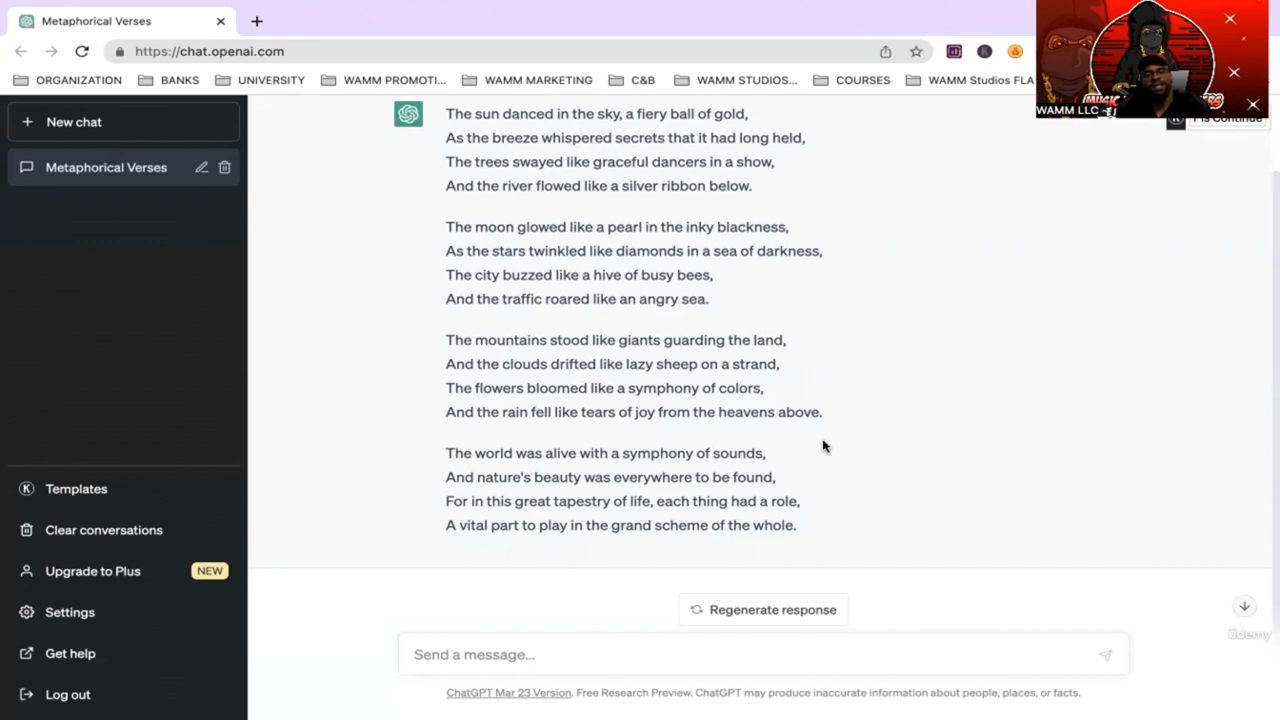 Metaphorical Verses
https://chat.openai.com
ORGANIZATION BANKS UNIVERSITY WAMM PROMOTI... WAMM MARKETING C&B WAMM STUDIOS... COURSES WAMM Studios FLA
WAMM LLC
New chat
Metaphorical Verses
Templates
Clear conversations
Upgrade to Plus NEW
Settings
Get help
Log out
The sun danced in the sky, a fiery ball of gold,
As the breeze whispered secrets that it had long held,
The trees swayed like graceful dancers in a show,
And the river flowed like a silver ribbon below.
The moon glowed like a pearl in the inky blackness,
As the stars twinkled like diamonds in a sea of darkness,
The city buzzed like a hive of busy bees,
And the traffic roared like an angry sea.
The mountains stood like giants guarding the land,
And the clouds drifted like lazy sheep on a strand,
The flowers bloomed like a symphony of colors,
And the rain fell like tears of joy from the heavens above.
The world was alive with a symphony of sounds,
And nature's beauty was everywhere to be found,
For in this great tapestry of life, each thing had a role,
A vital part to play in the grand scheme of the whole.
Regenerate response
Send a message...
ChatGPT Mar 23 Version. Free Research Preview. ChatGPT may produce inaccurate information about people, places, or facts.
ûdemy